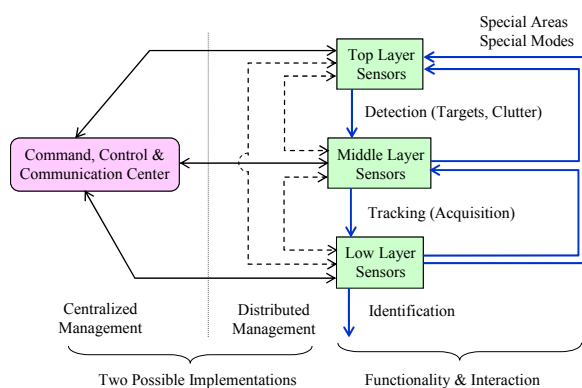 Special Areas
Special Modes
Top Layer
Sensors
Detection (Targets, Clutter)
Command, Control &
Communication Center
Middle Layer
Sensors
Tracking (Acquisition)
Low Layer
Sensors
Identification
Centralized
Management
Distributed
Management
Two Possible Implementations
Functionality & Interaction